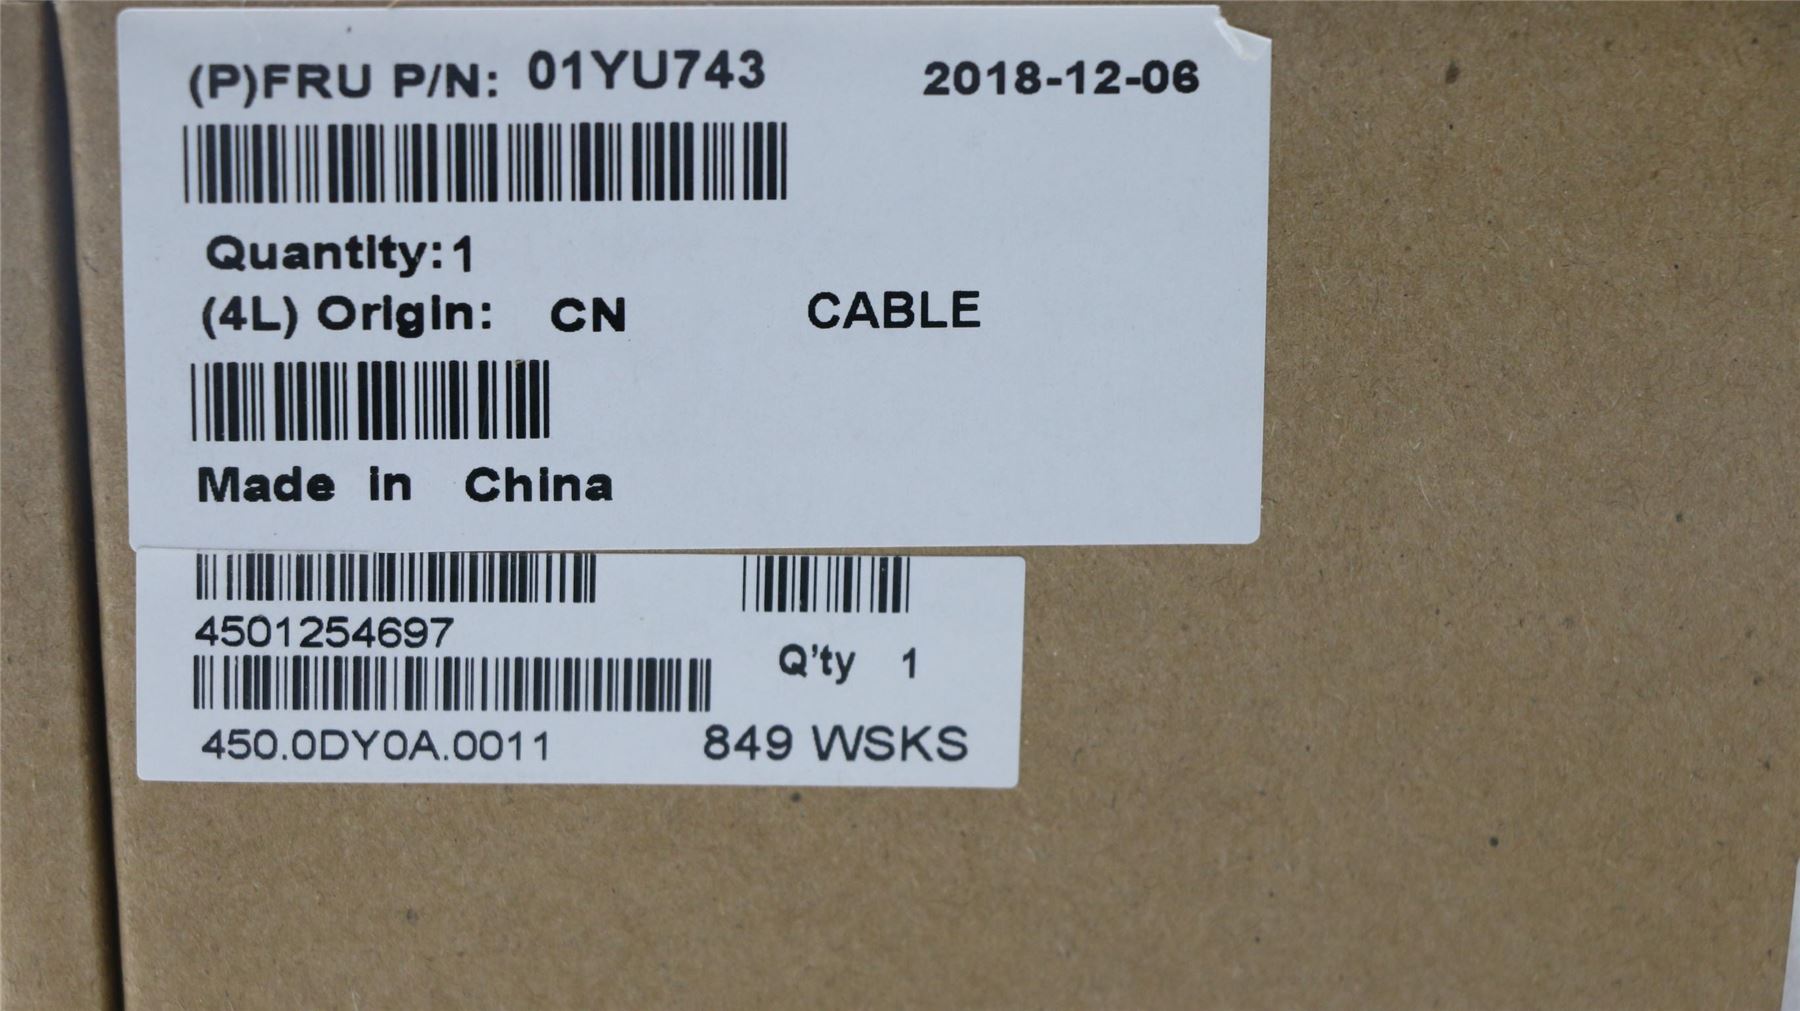 (P)FRU P/N: 01YU743 2018-12-06
Quantity:1
(4L) Origin: CN CABLE
Made in China
4501254697
Q'ty 1
450.0DY0A.0011 849 WSKS